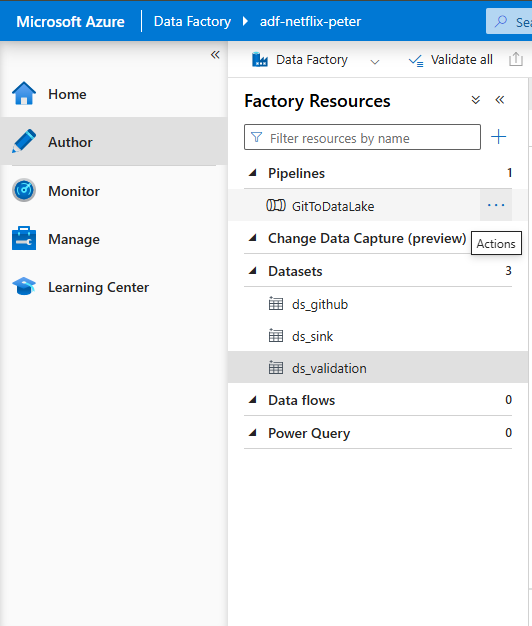 Microsoft Azure Data Factory adf-netflix-peter Sea
Data Factory Validate all
Home
Author
Monitor
Manage
Learning Center
Factory Resources
Filter resources by name
Pipelines 1
GitToDataLake
Actions
Change Data Capture (preview)
Datasets 3
ds_github
ds_sink
ds_validation
Data flows 0
Power Query 0